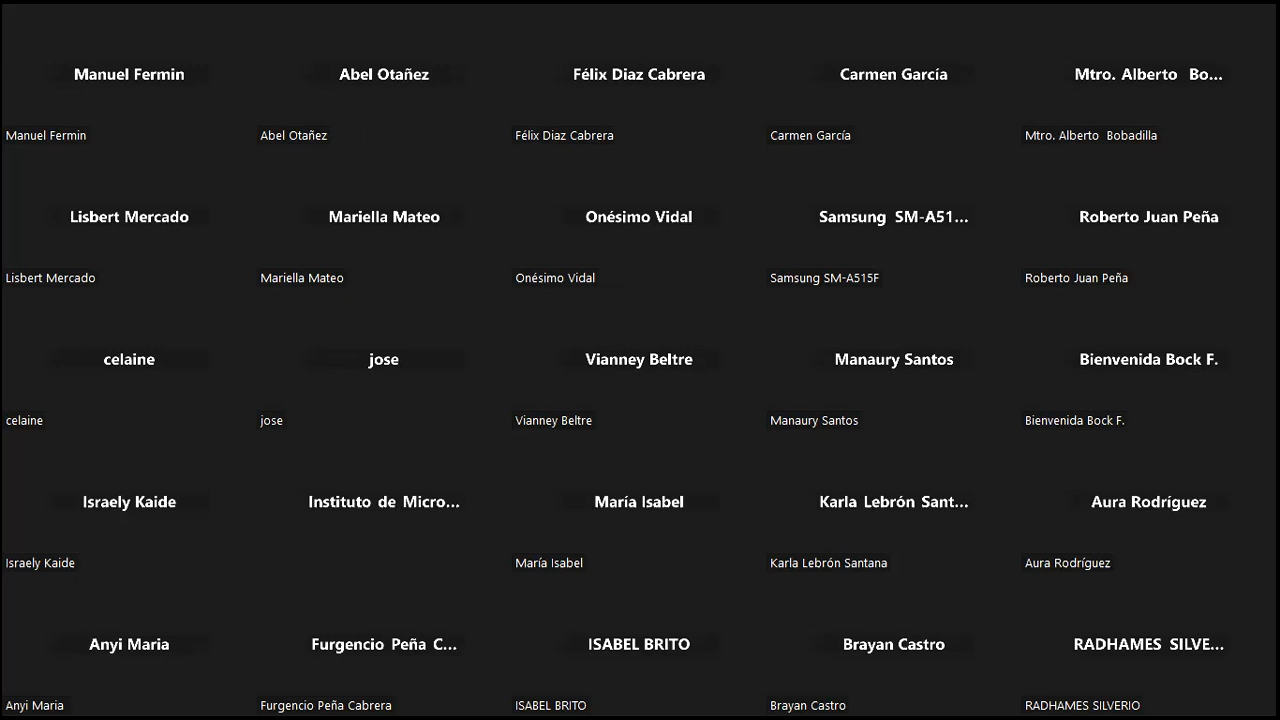 Manuel Fermin
Abel Otañez
Félix Diaz Cabrera
Carmen García
Mtro. Alberto Bo...
Manuel Fermin
Abel Otañez
Félix Diaz Cabrera
Carmen García
Mtro. Alberto Bobadilla
Lisbert Mercado
Mariella Mateo
Onésimo Vidal
Samsung SM-A51...
Roberto Juan Peña
Lisbert Mercado
Mariella Mateo
Onésimo Vidal
Samsung SM-A515F
Roberto Juan Peña
celaine
jose
Vianney Beltre
Manaury Santos
Bienvenida Bock F.
celaine
jose
Vianney Beltre
Manaury Santos
Bienvenida Bock F.
Israely Kaide
Instituto de Micro...
María Isabel
Karla Lebrón Sant...
Aura Rodríguez
Israely Kaide
María Isabel
Karla Lebrón Santana
Aura Rodríguez
Anyi Maria
Furgencio Peña C...
ISABEL BRITO
Brayan Castro
RADHAMES SILVE...
Anyi Maria
Furgencio Peña Cabrera
ISABEL BRITO
Brayan Castro
RADHAMES SILVERIO